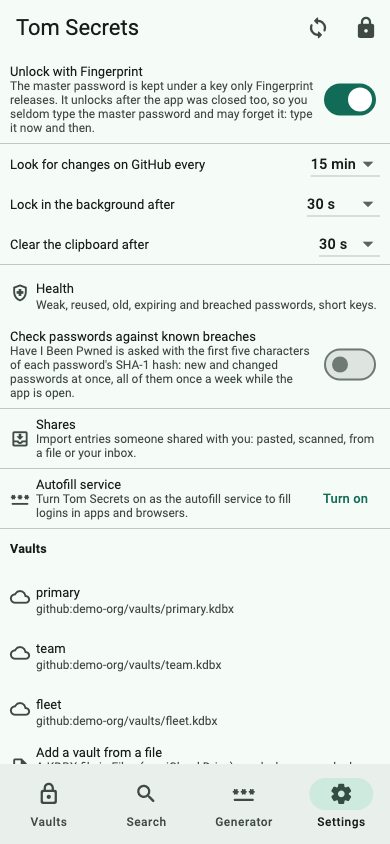 Tom Secrets
Unlock with Fingerprint
The master password is kept under a key only Fingerprint
releases. It unlocks after the app was closed too, so you
seldom type the master password and may forget it: type
it now and then.
Look for changes on GitHub every
15 min
Lock in the background after
30 s
Clear the clipboard after
30 s
Health
Weak, reused, old, expiring and breached passwords, short keys.
Check passwords against known breaches
Have I Been Pwned is asked with the first five characters
of each password's SHA-1 hash: new and changed
passwords at once, all of them once a week while the
app is open.
Shares
Import entries someone shared with you: pasted, scanned, from
a file or your inbox.
Autofill service
Turn Tom Secrets on as the autofill service to fill
logins in apps and browsers.
Turn on
Vaults
primary
github:demo-org/vaults/primary.kdbx
team
github:demo-org/vaults/team.kdbx
fleet
github:demo-org/vaults/fleet.kdbx
Add a vault from a file
Vaults
Search
Generator
Settings